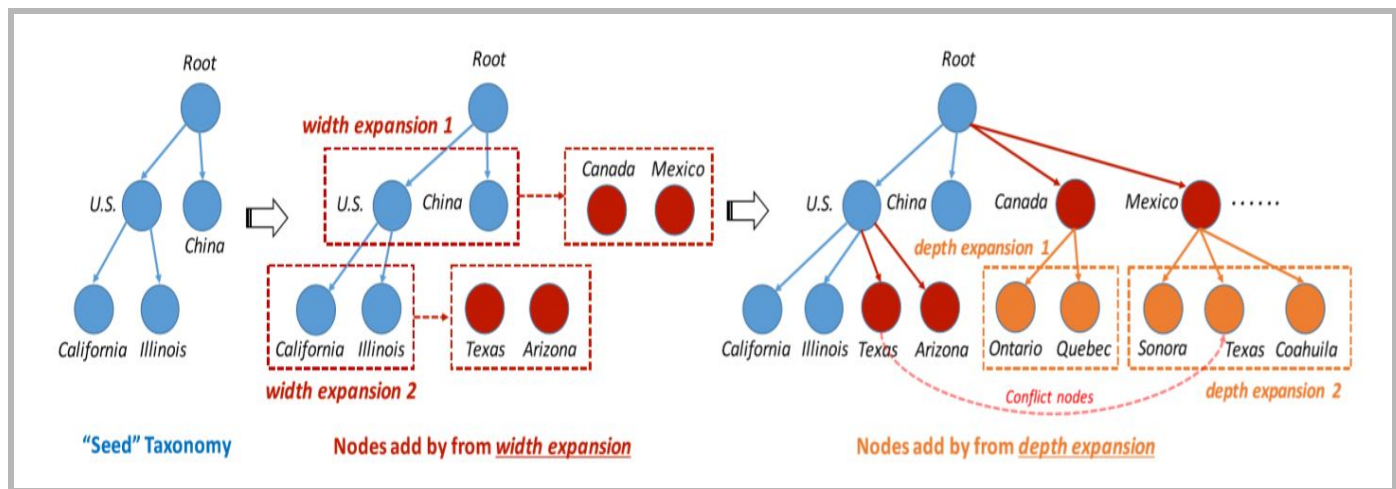 Root
U.S.
China
California Illinois
"Seed" Taxonomy
Root
width expansion 1
U.S. China
Canada Mexico
California Illinois
Texas Arizona
width expansion 2
Nodes add by from width expansion
Root
U.S. China Canada Mexico ......
depth expansion 1
California Illinois Texas Arizona Ontario Quebec Sonora Texas Coahuila
Conflict nodes
depth expansion 2
Nodes add by from depth expansion